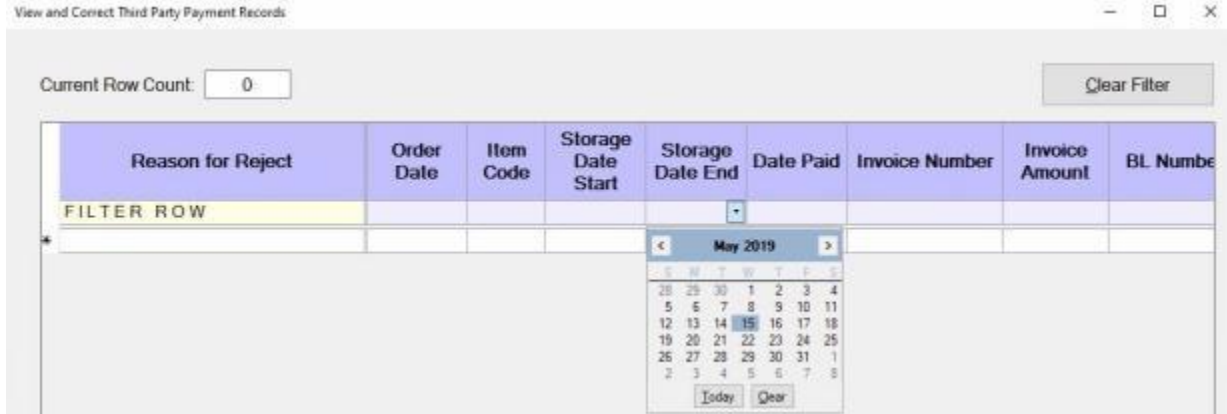 View and Correct Third Party Payment Records
Current Row Count: 0
Clear Filter
Reason for Reject Order Date Item Code Storage Date Start Storage Date End Date Paid Invoice Number Invoice Amount BL Numbe
FILTER ROW
*
< May 2019 >
S M T W T F S
28 29 30 1 2 3 4
5 6 7 8 9 10 11
12 13 14 15 16 17 18
19 20 21 22 23 24 25
26 27 28 29 30 31 1
2 3 4 5 6 7 8
Today Clear